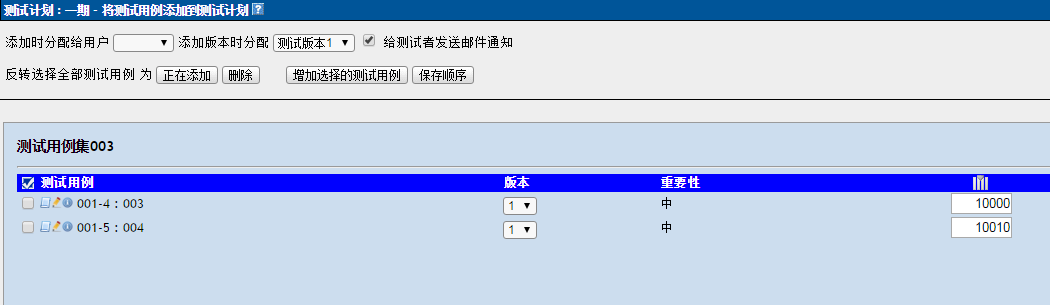 测试计划 : 一期 - 将测试用例添加到测试计划 ?
添加时分配给用户 添加版本时分配 测试版本1 给测试者发送邮件通知
反转选择全部测试用例 为 正在添加 删除 增加选择的测试用例 保存顺序
测试用例集003
测试用例 版本 重要性
001-4 : 003 1 中 10000
001-5 : 004 1 中 10010